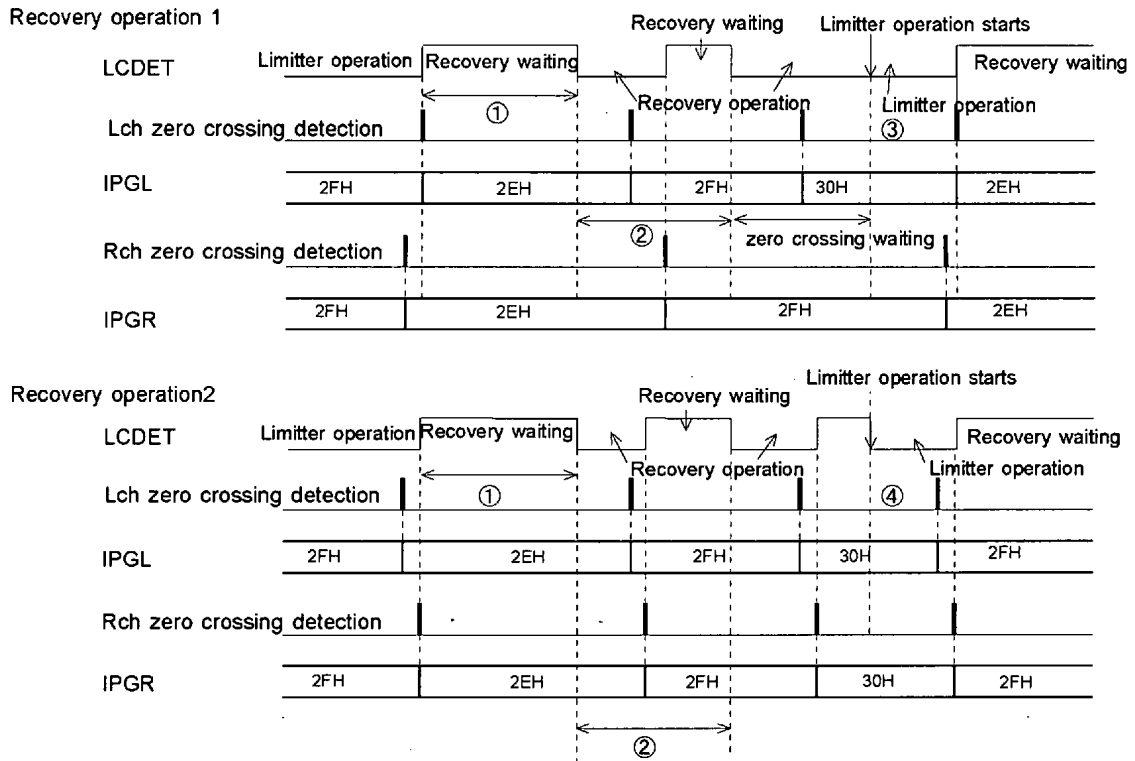 Recovery operation 1
Recovery waiting
Limitter operation starts
LCDET
Limitter operation
Recovery waiting
Recovery waiting
Recovery operation
Limitter operation
①
③
Lch zero crossing detection
IPGL
2FH
2EH
2FH
30H
2EH
②
zero crossing waiting
Rch zero crossing detection
IPGR
2FH
2EH
2FH
2EH
Recovery operation2
Limitter operation starts
Recovery waiting
LCDET
Limitter operation
Recovery waiting
Recovery waiting
Recovery operation
Limitter operation
①
④
Lch zero crossing detection
IPGL
2FH
2EH
2FH
30H
2FH
Rch zero crossing detection
IPGR
2FH
2EH
2FH
30H
2FH
②